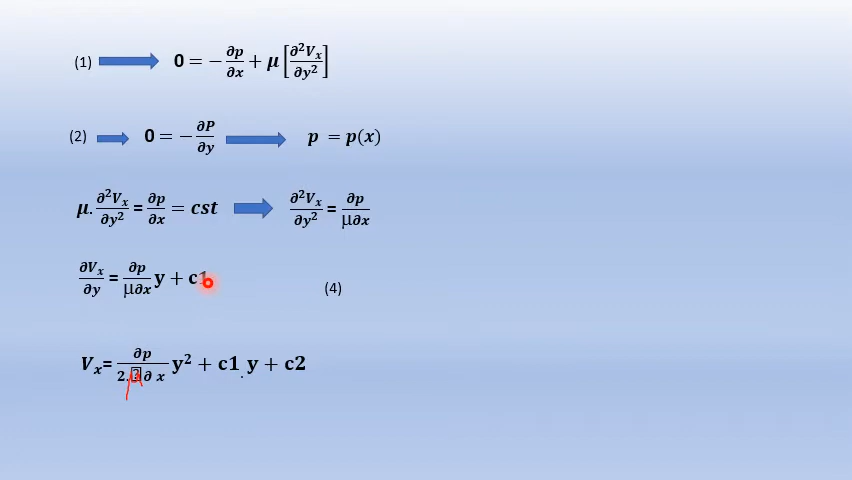 (1) 0 = −∂p/∂x + μ[∂²Vₓ/∂y²]
(2) 0 = −∂P/∂y p = p(x)
μ.∂²Vₓ/∂y² = ∂p/∂x = cst ∂²Vₓ/∂y² = ∂p/μ∂x
∂Vₓ/∂y = ∂p/μ∂x y + c1 (4)
Vₓ= ∂p/2.μ∂ x y² + c1 . y + c2